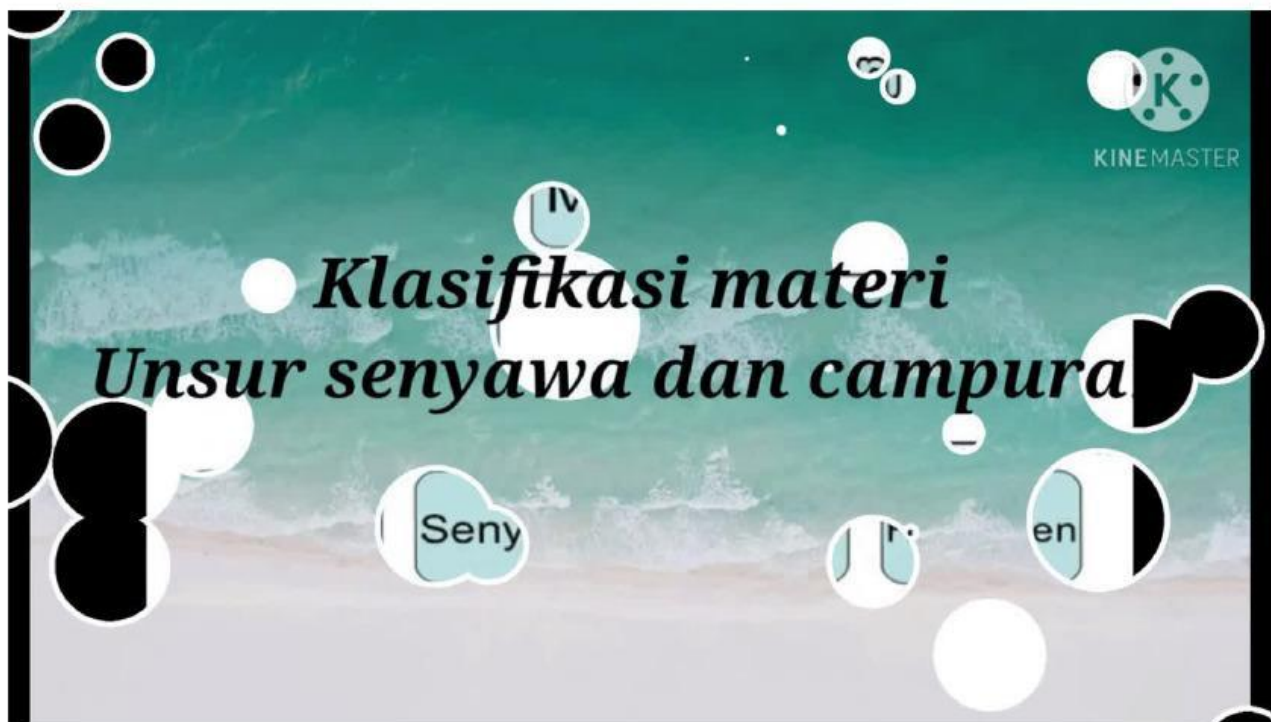 KINEMASTER
Klasifikasi materi
Unsur senyawa dan campura
Seny
en